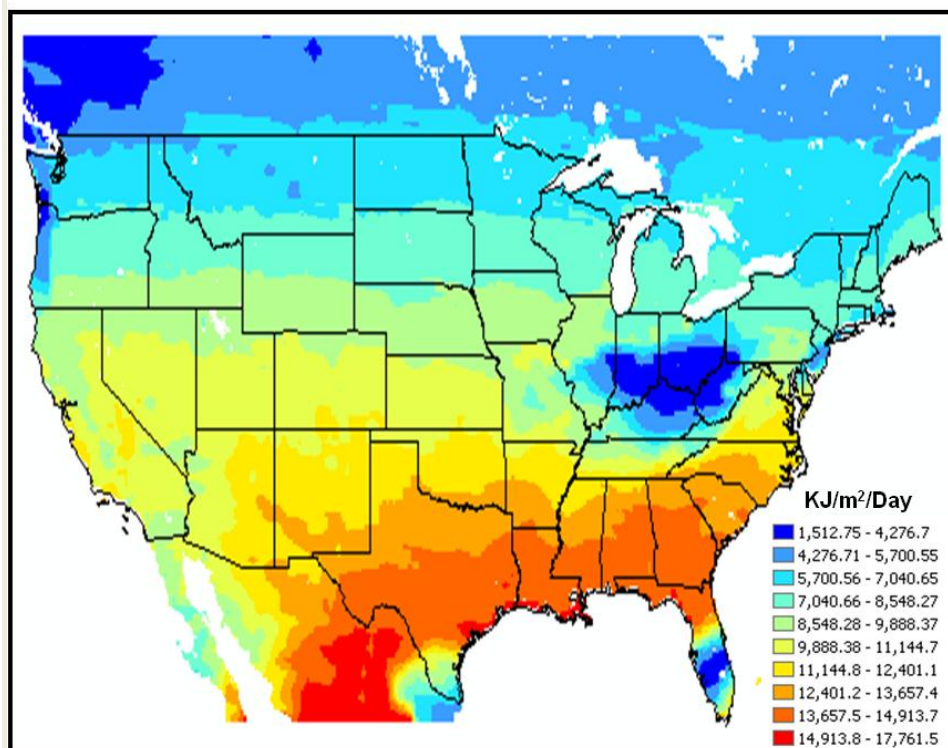 KJ/m²/Day
1,512.75 - 4,276.7
4,276.71 - 5,700.55
5,700.56 - 7,040.65
7,040.66 - 8,548.27
8,548.28 - 9,888.37
9,888.38 - 11,144.7
11,144.8 - 12,401.1
12,401.2 - 13,657.4
13,657.5 - 14,913.7
14,913.8 - 17,761.5